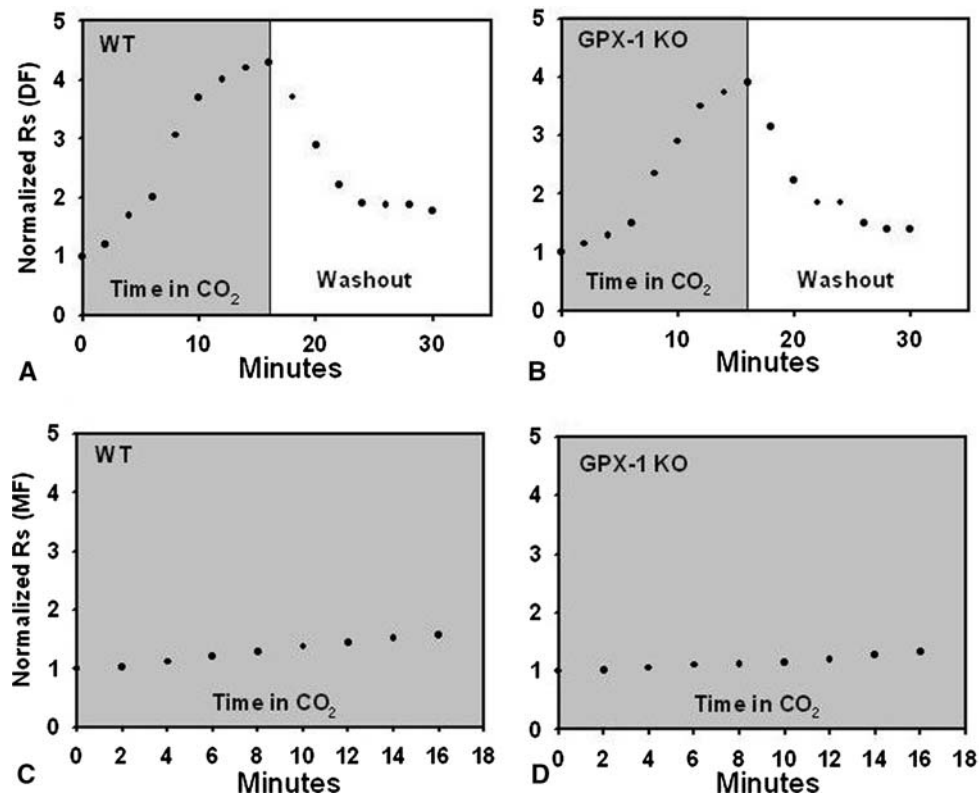 WT
Normalized Rs (DF)
5
4
3
2
1
0
Time in CO₂
Washout
0 10 20 30
A
Minutes
GPX-1 KO
5
4
3
2
1
0
Time in CO₂
Washout
0 10 20 30
B
Minutes
WT
Normalized Rs (MF)
5
4
3
2
1
0
Time in CO₂
0 2 4 6 8 10 12 14 16 18
C
Minutes
GPX-1 KO
5
4
3
2
1
0
Time in CO₂
0 2 4 6 8 10 12 14 16 18
D
Minutes